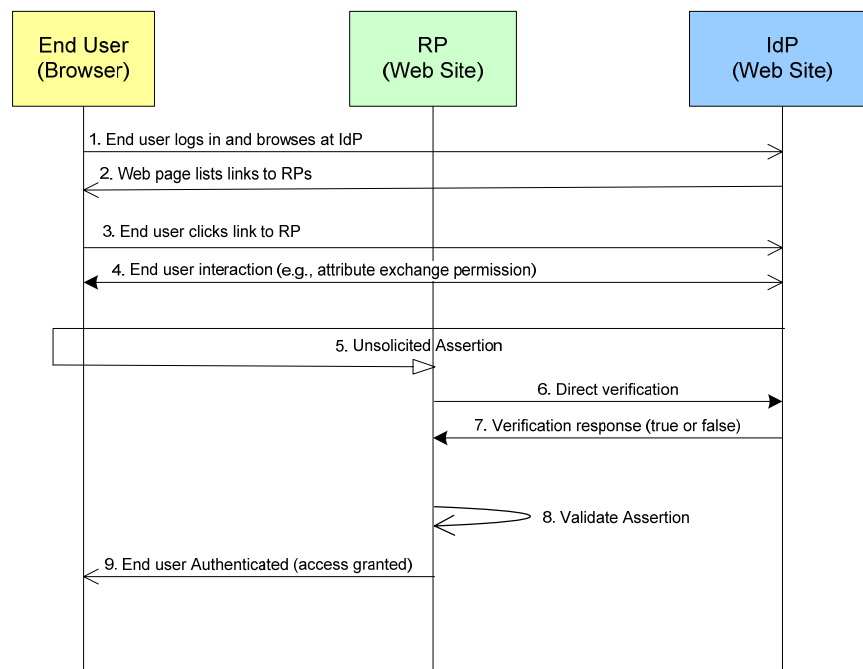 End User
(Browser)
RP
(Web Site)
IdP
(Web Site)
1. End user logs in and browses at IdP
2. Web page lists links to RPs
3. End user clicks link to RP
4. End user interaction (e.g., attribute exchange permission)
5. Unsolicited Assertion
6. Direct verification
7. Verification response (true or false)
8. Validate Assertion
9. End user Authenticated (access granted)